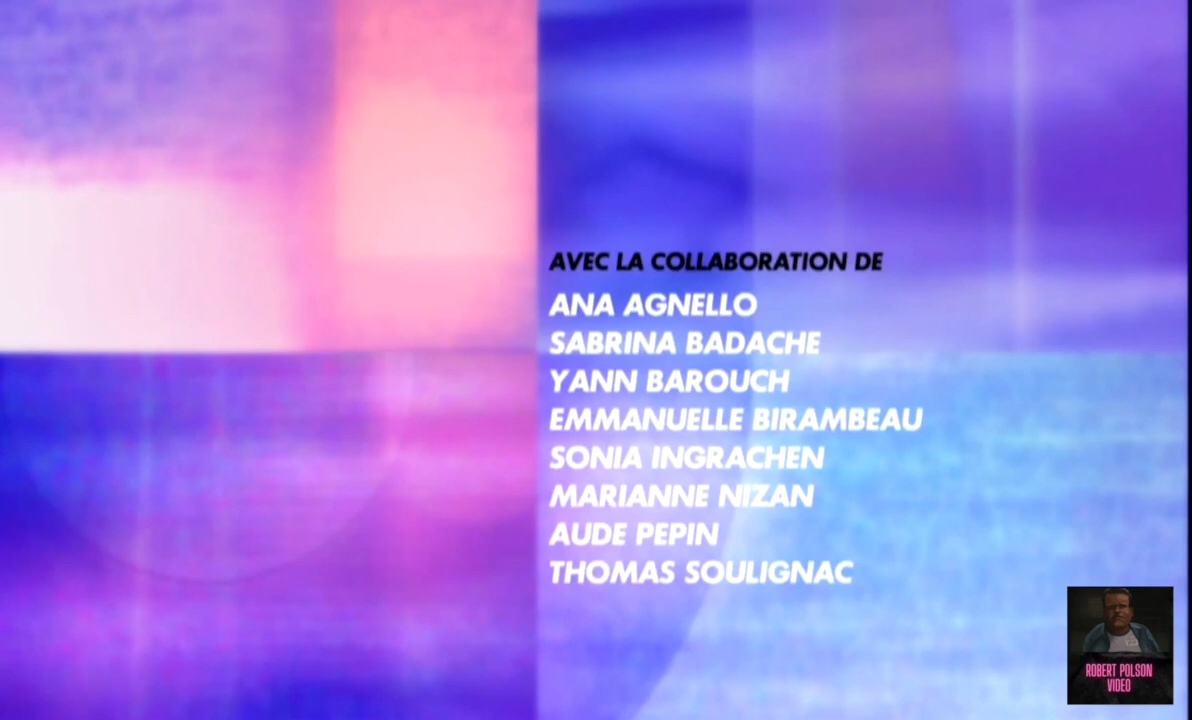 AVEC LA COLLABORATION DE
ANA AGNELLO
SABRINA BADACHE
YANN BAROUCH
EMMANUELLE BIRAMBEAU
SONIA INGRACHEN
MARIANNE NIZAN
AUDE PEPIN
THOMAS SOULIGNAC
ROBERT POLSON
VIDEO